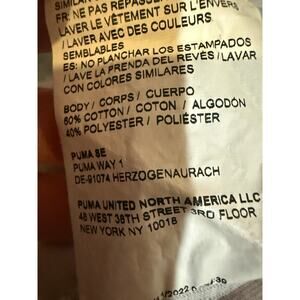 FR: NE PAS REPASSER
LAVER LE VÊTEMENT SUR L'ENVERS
/ LAVER AVEC DES COULEURS
SEMBLABLES
ES: NO PLANCHAR LOS ESTAMPADOS
/ LAVE LA PRENDA DEL REVÉS / LAVAR
CON COLORES SIMILARES
BODY / CORPS / CUERPO
60% COTTON / COTON / ALGODÓN
40% POLYESTER / POLIÉSTER
PUMA SE
PUMA WAY 1
DE-91074 HERZOGENAURACH
PUMA UNITED NORTH AMERICA LLC
48 WEST 38TH STREET 3RD FLOOR
NEW YORK NY 10018